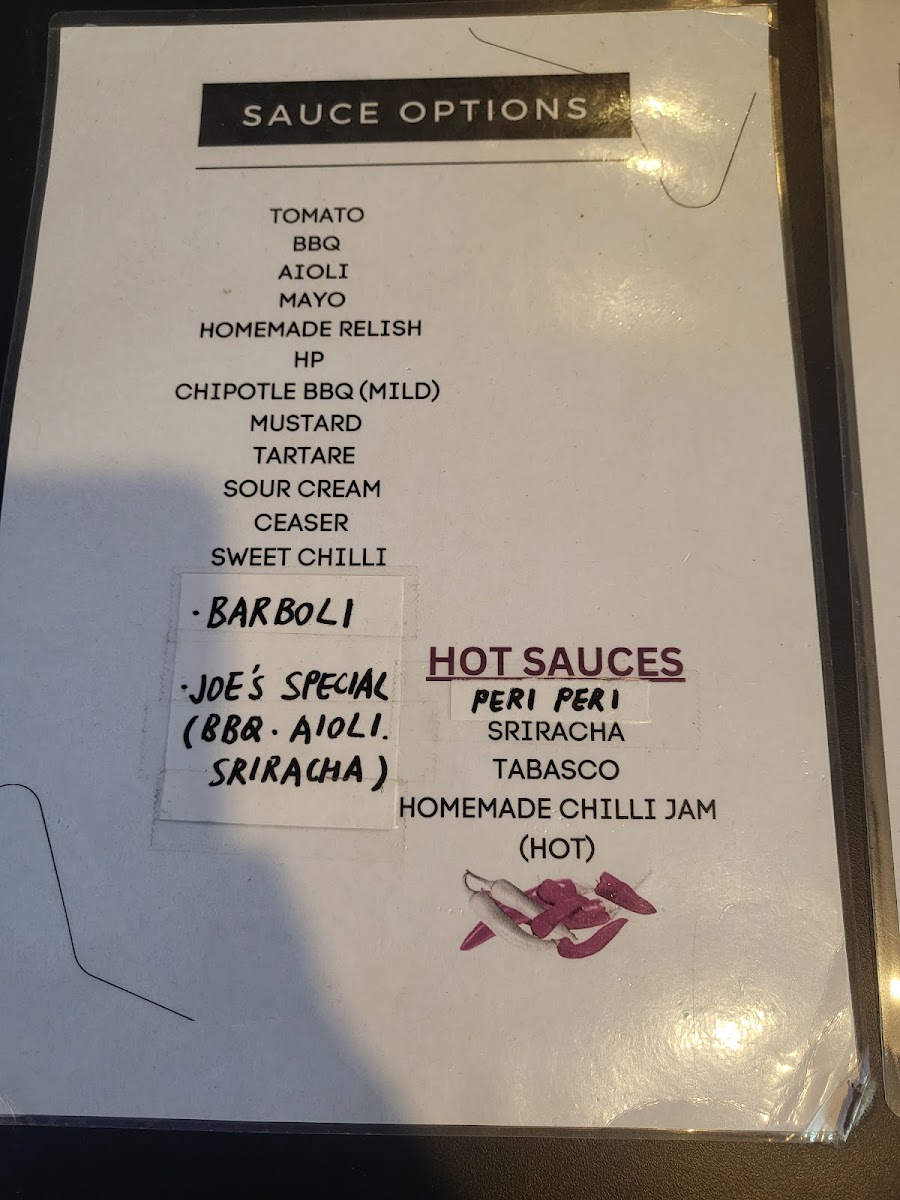 SAUCE OPTIONS
TOMATO
BBQ
AIOLI
MAYO
HOMEMADE RELISH
HP
CHIPOTLE BBQ (MILD)
MUSTARD
TARTARE
SOUR CREAM
CEASER
SWEET CHILLI
· BARBOLI
· JOE'S SPECIAL
(BBQ · AIOLI.
SRIRACHA)
HOT SAUCES
PERI PERI
SRIRACHA
TABASCO
HOMEMADE CHILLI JAM
(HOT)